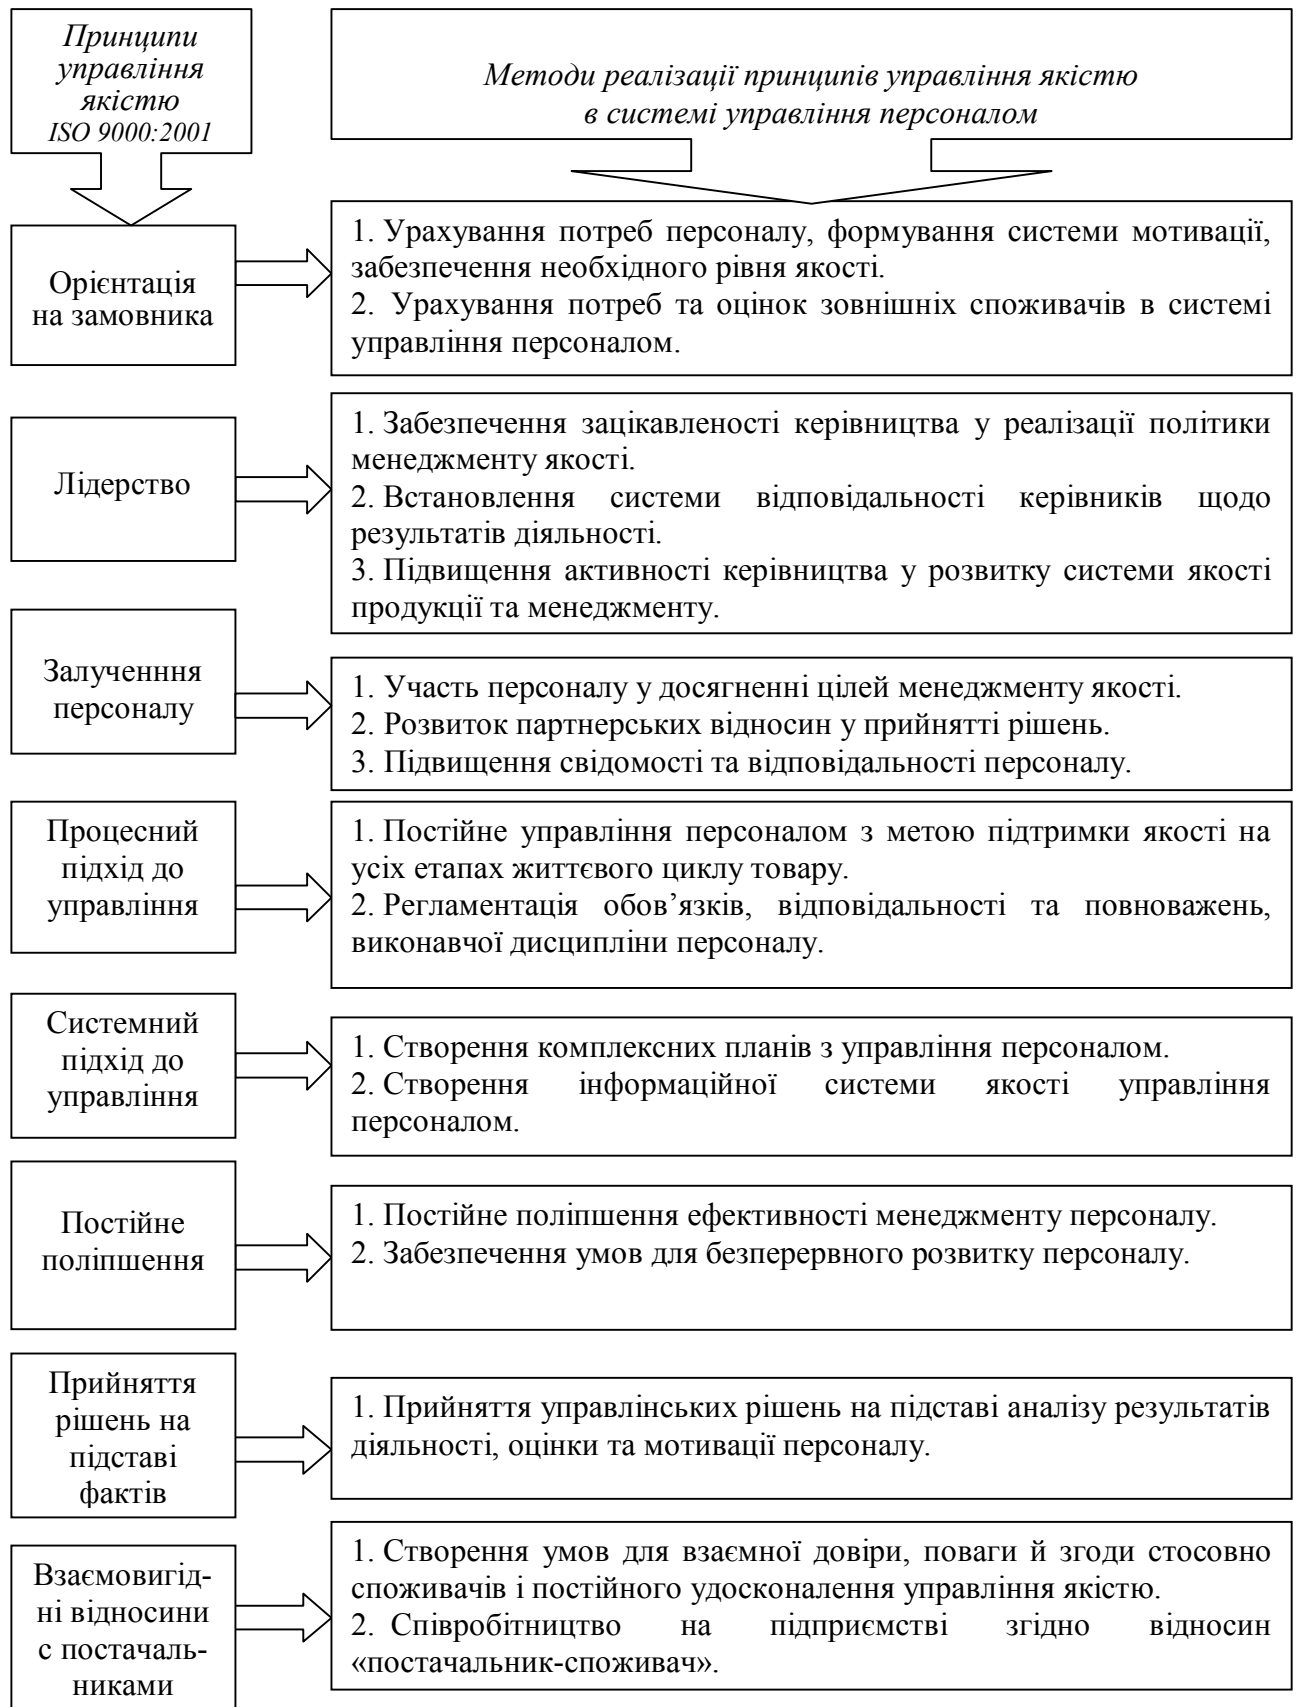 Принципи
управління
якістю
ISO 9000:2001
Методи реалізації принципів управління якістю
в системі управління персоналом
Орієнтація
на замовника
1. Урахування потреб персоналу, формування системи мотивації,
забезпечення необхідного рівня якості.
2. Урахування потреб та оцінок зовнішніх споживачів в системі
управління персоналом.
Лідерство
1. Забезпечення зацікавленості керівництва у реалізації політики
менеджменту якості.
2. Встановлення системи відповідальності керівників щодо
результатів діяльності.
3. Підвищення активності керівництва у розвитку системи якості
продукції та менеджменту.
Залученння
персоналу
1. Участь персоналу у досягненні цілей менеджменту якості.
2. Розвиток партнерських відносин у прийнятті рішень.
3. Підвищення свідомості та відповідальності персоналу.
Процесний
підхід до
управління
1. Постійне управління персоналом з метою підтримки якості на
усіх етапах життєвого циклу товару.
2. Регламентація обов’язків, відповідальності та повноважень,
виконавчої дисципліни персоналу.
Системний
підхід до
управління
1. Створення комплексних планів з управління персоналом.
2. Створення інформаційної системи якості управління
персоналом.
Постійне
поліпшення
1. Постійне поліпшення ефективності менеджменту персоналу.
2. Забезпечення умов для безперервного розвитку персоналу.
Прийняття
рішень на
підставі
фактів
1. Прийняття управлінських рішень на підставі аналізу результатів
діяльності, оцінки та мотивації персоналу.
Взаємовигід-
ні відносини
с постачаль-
никами
1. Створення умов для взаємної довіри, поваги й згоди стосовно
споживачів і постійного удосконалення управління якістю.
2. Співробітництво на підприємстві згідно відносин
«постачальник-споживач».